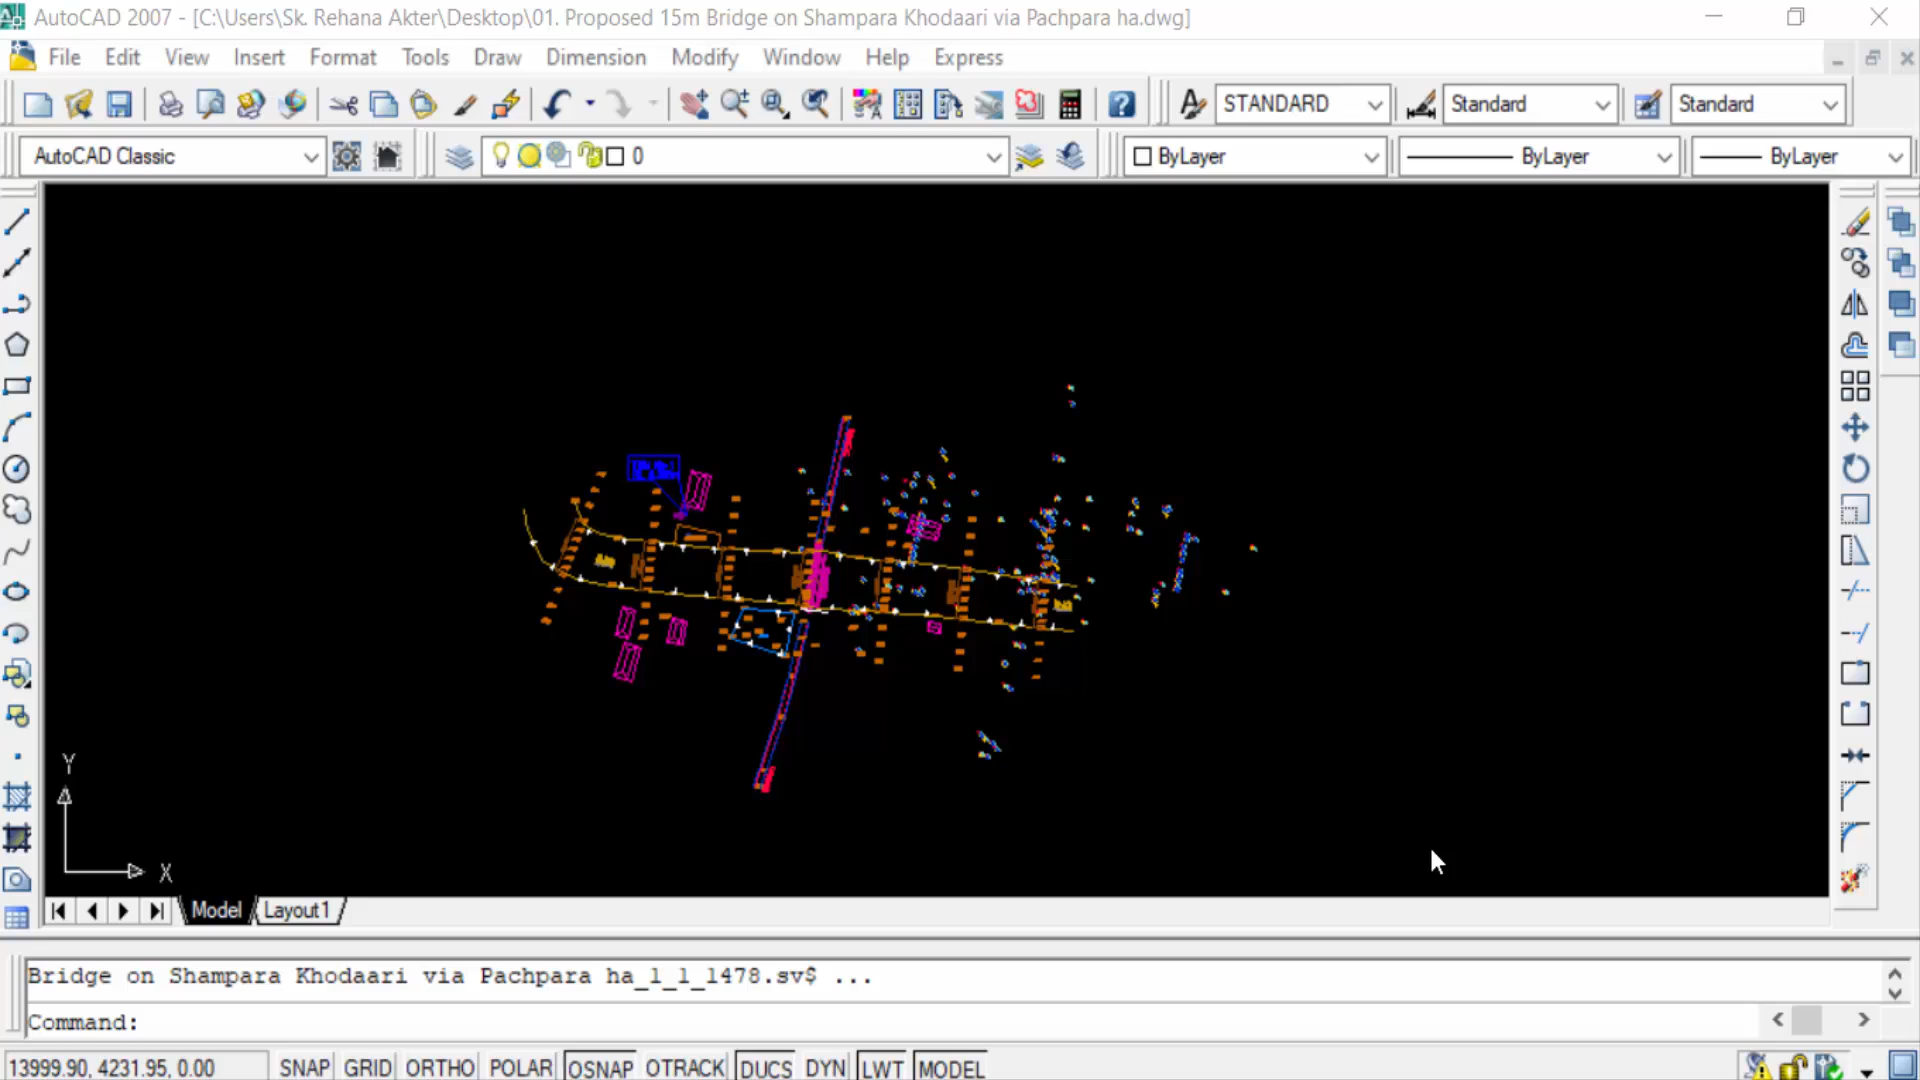 AutoCAD 2007 - [C:\Users\Sk. Rehana Akter\Desktop\01. Proposed 15m Bridge on Shampara Khodaari via Pachpara ha.dwg]
File Edit View Insert Format Tools Draw Dimension Modify Window Help Express
STANDARD Standard Standard
AutoCAD Classic 0 ByLayer ByLayer ByLayer
Y
X
Model Layout1
Bridge on Shampara Khodaari via Pachpara ha_1_1_1478.sv$ ...
Command:
13999.90, 4231.95, 0.00 SNAP GRID ORTHO POLAR OSNAP OTRACK DUCS DYN LWT MODEL